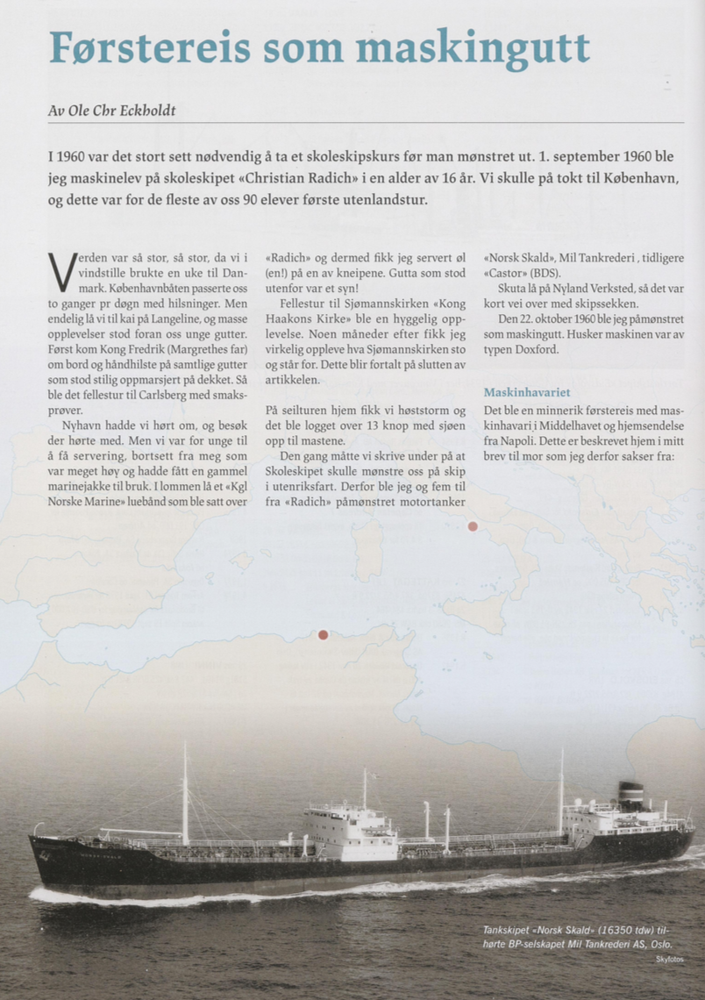 Førstereis som maskingutt
Av Ole Chr Eckholdt
I 1960 var det stort sett nødvendig å ta et skoleskipskurs før man mønstret ut. 1. september 1960 ble
jeg maskinelev på skoleskipet «Christian Radich» i en alder av 16 år. Vi skulle på tokt til København,
og dette var for de fleste av oss 90 elever første utenlandstur.
Verden var så stor, så stor, da vi i
vindstille brukte en uke til Dan-
mark. Københavnbåten passerte oss
to ganger pr døgn med hilsninger. Men
endelig lå vi til kai på Langeline, og masse
opplevelser stod foran oss unge gutter.
Først kom Kong Fredrik (Margrethes far)
om bord og håndhilste på samtlige gutter
som stod stilig oppmarsjert på dekket. Så
ble det fellestur til Carlsberg med smaks-
prøver.
Nyhavn hadde vi hørt om, og besøk
der hørte med. Men vi var for unge til
å få servering, bortsett fra meg som
var meget høy og hadde fått en gammel
marinejakke til bruk. I lommen lå et «Kgl
Norske Marine» luebånd som ble satt over
«Radich» og dermed fikk jeg servert øl
(en!) på en av kneipene. Gutta som stod
utenfor var et syn!
Fellestur til Sjømannskirken «Kong
Haakons Kirke» ble en hyggelig opp-
levelse. Noen måneder efter fikk jeg
virkelig oppleve hva Sjømannskirken sto
og står for. Dette blir fortalt på slutten av
artikkelen.
På seilturen hjem fikk vi høststorm og
det ble logget over 13 knop med sjøen
opp til mastene.
Den gang måtte vi skrive under på at
Skoleskipet skulle mønstre oss på skip
i utenriksfart. Derfor ble jeg og fem til
fra «Radich» påmønstret motortanker
«Norsk Skald», Mil Tankrederi , tidligere
«Castor» (BDS).
Skuta lå på Nyland Verksted, så det var
kort vei over med skipssekken.
Den 22. oktober 1960 ble jeg påmønstret
som maskingutt. Husker maskinen var av
typen Doxford.
Maskinhavariet
Det ble en minnerik førstereis med mas-
kinhavari i Middelhavet og hjemsendelse
fra Napoli. Dette er beskrevet hjem i mitt
brev til mor som jeg derfor sakser fra:
Tankskipet «Norsk Skald» (16350 tdw) til-
hørte BP-selskapet Mil Tankrederi AS, Oslo.
Skyfotos